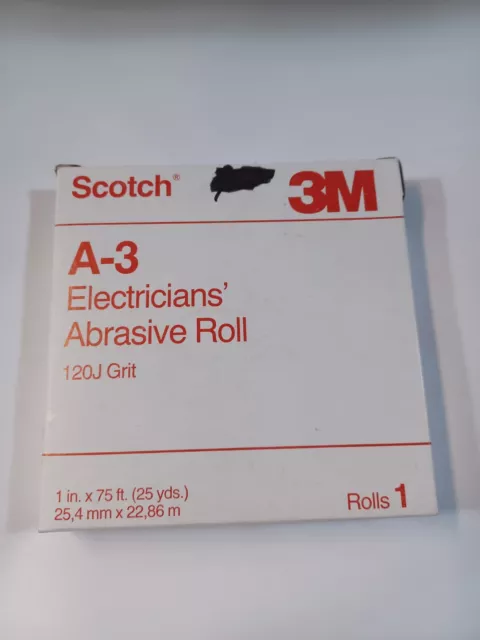 Scotch® 3M
A-3
Electricians'
Abrasive Roll
120J Grit
1 in. x 75 ft. (25 yds.)
25,4 mm x 22,86 m
Rolls 1